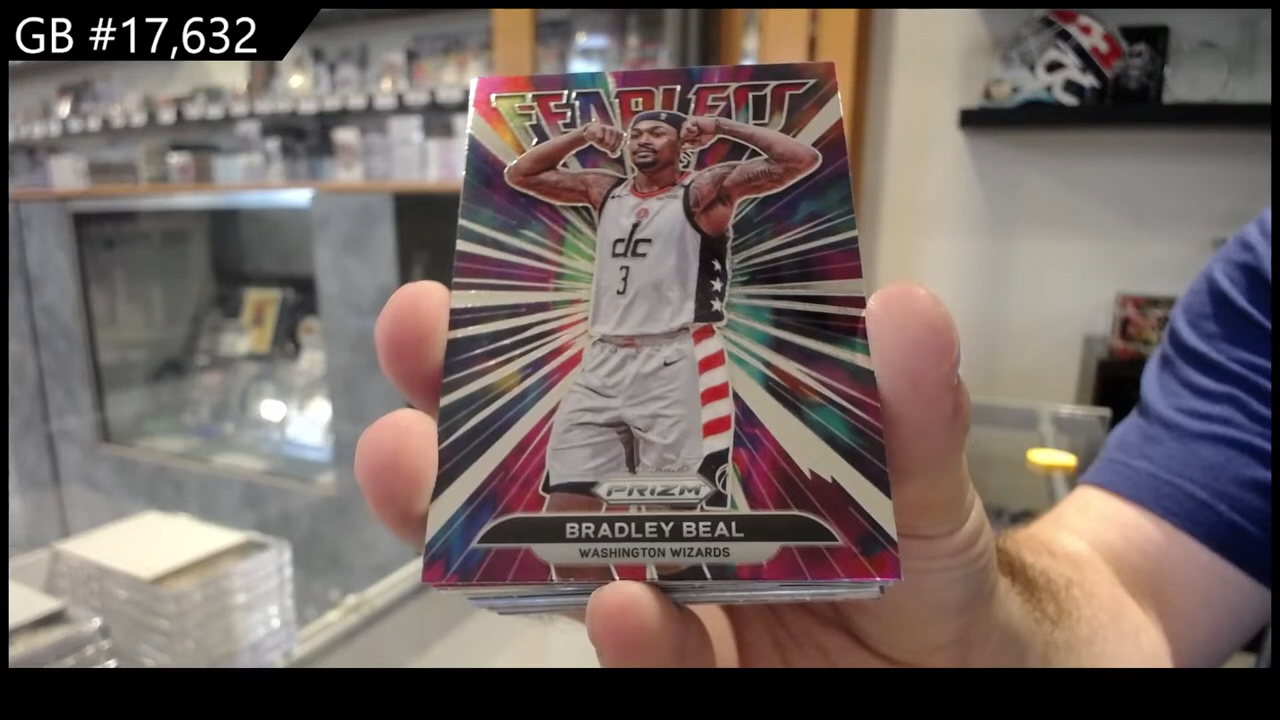 GB #17,632
FEARLESS
dc
3
PRIZM
BRADLEY BEAL
WASHINGTON WIZARDS